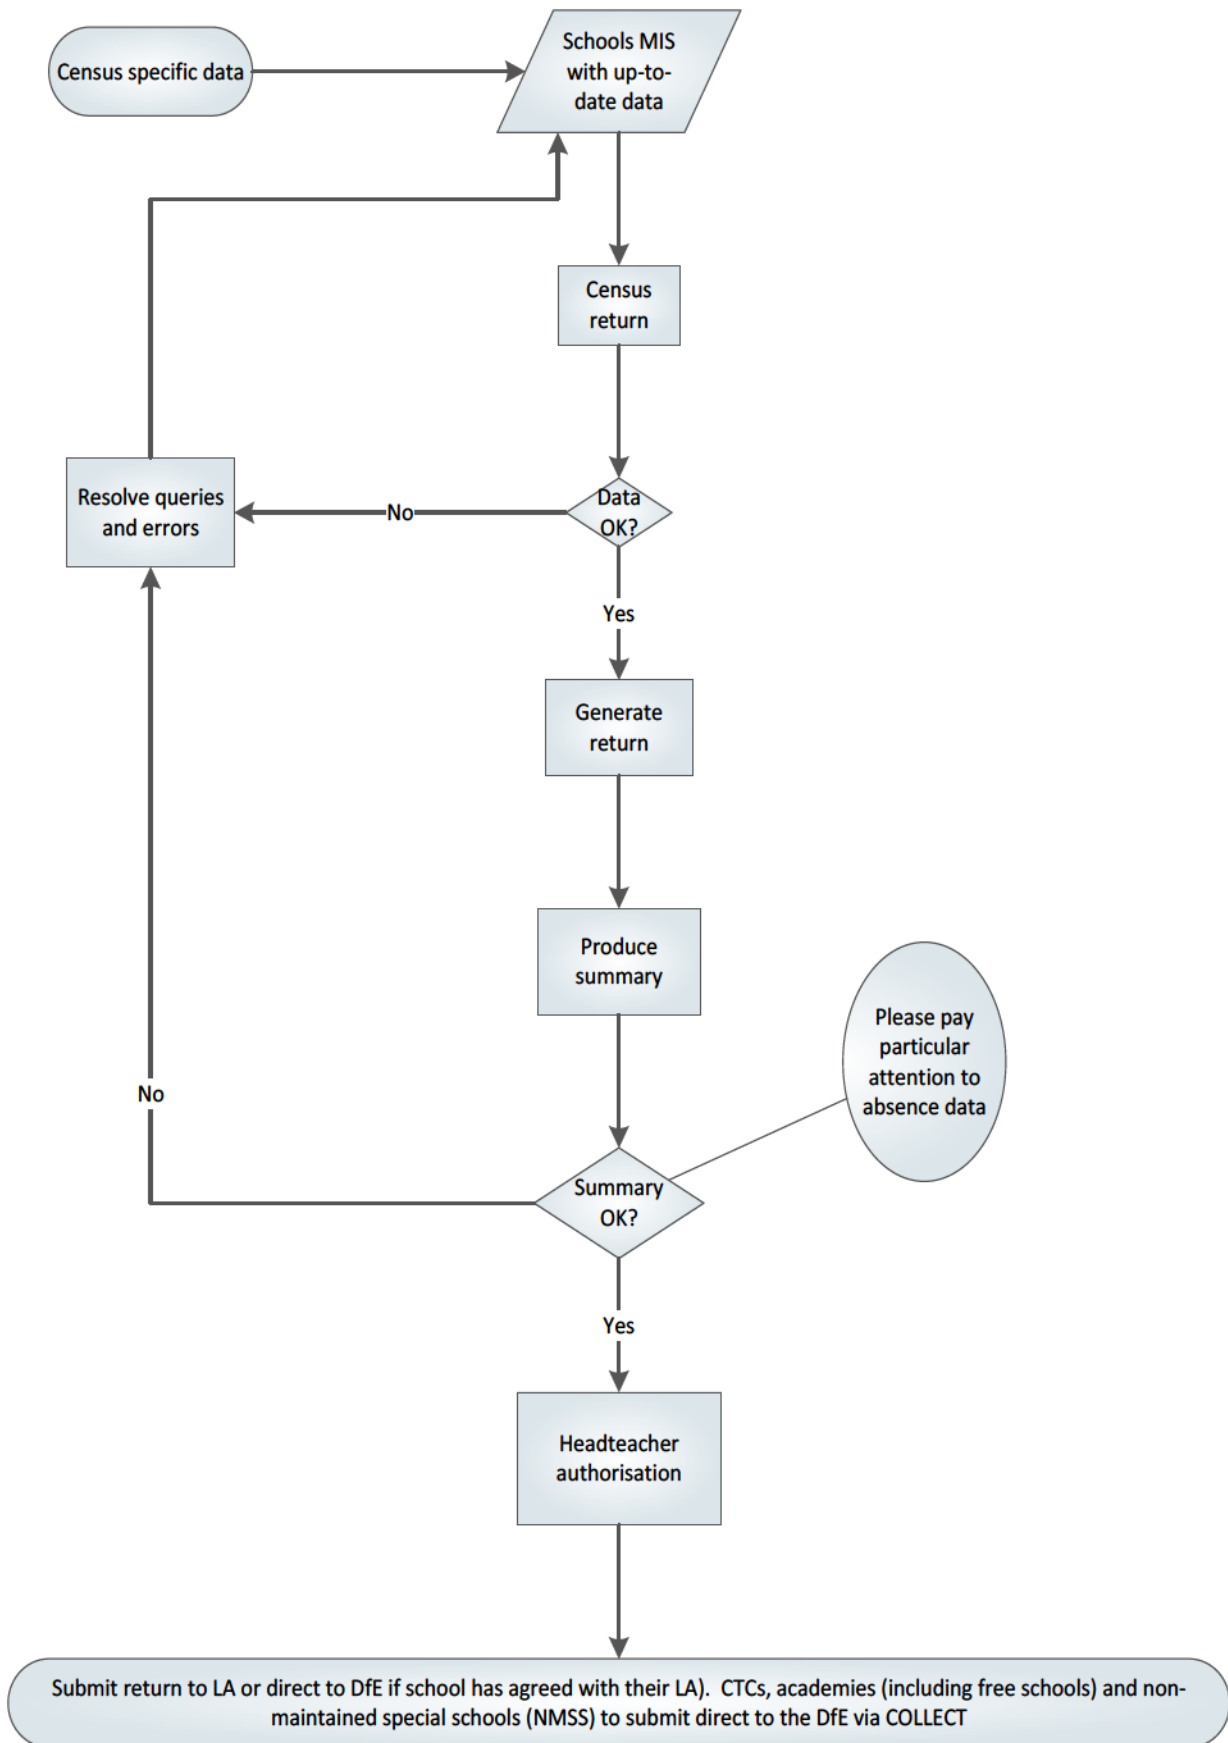 Census specific data
Schools MIS
with up-to-
date data
Census
return
Resolve queries
and errors
No
Data
OK?
Yes
Generate
return
Produce
summary
Please pay
particular
attention to
absence data
No
Summary
OK?
Yes
Headteacher
authorisation
Submit return to LA or direct to DfE if school has agreed with their LA).  CTCs, academies (including free schools) and non-
maintained special schools (NMSS) to submit direct to the DfE via COLLECT